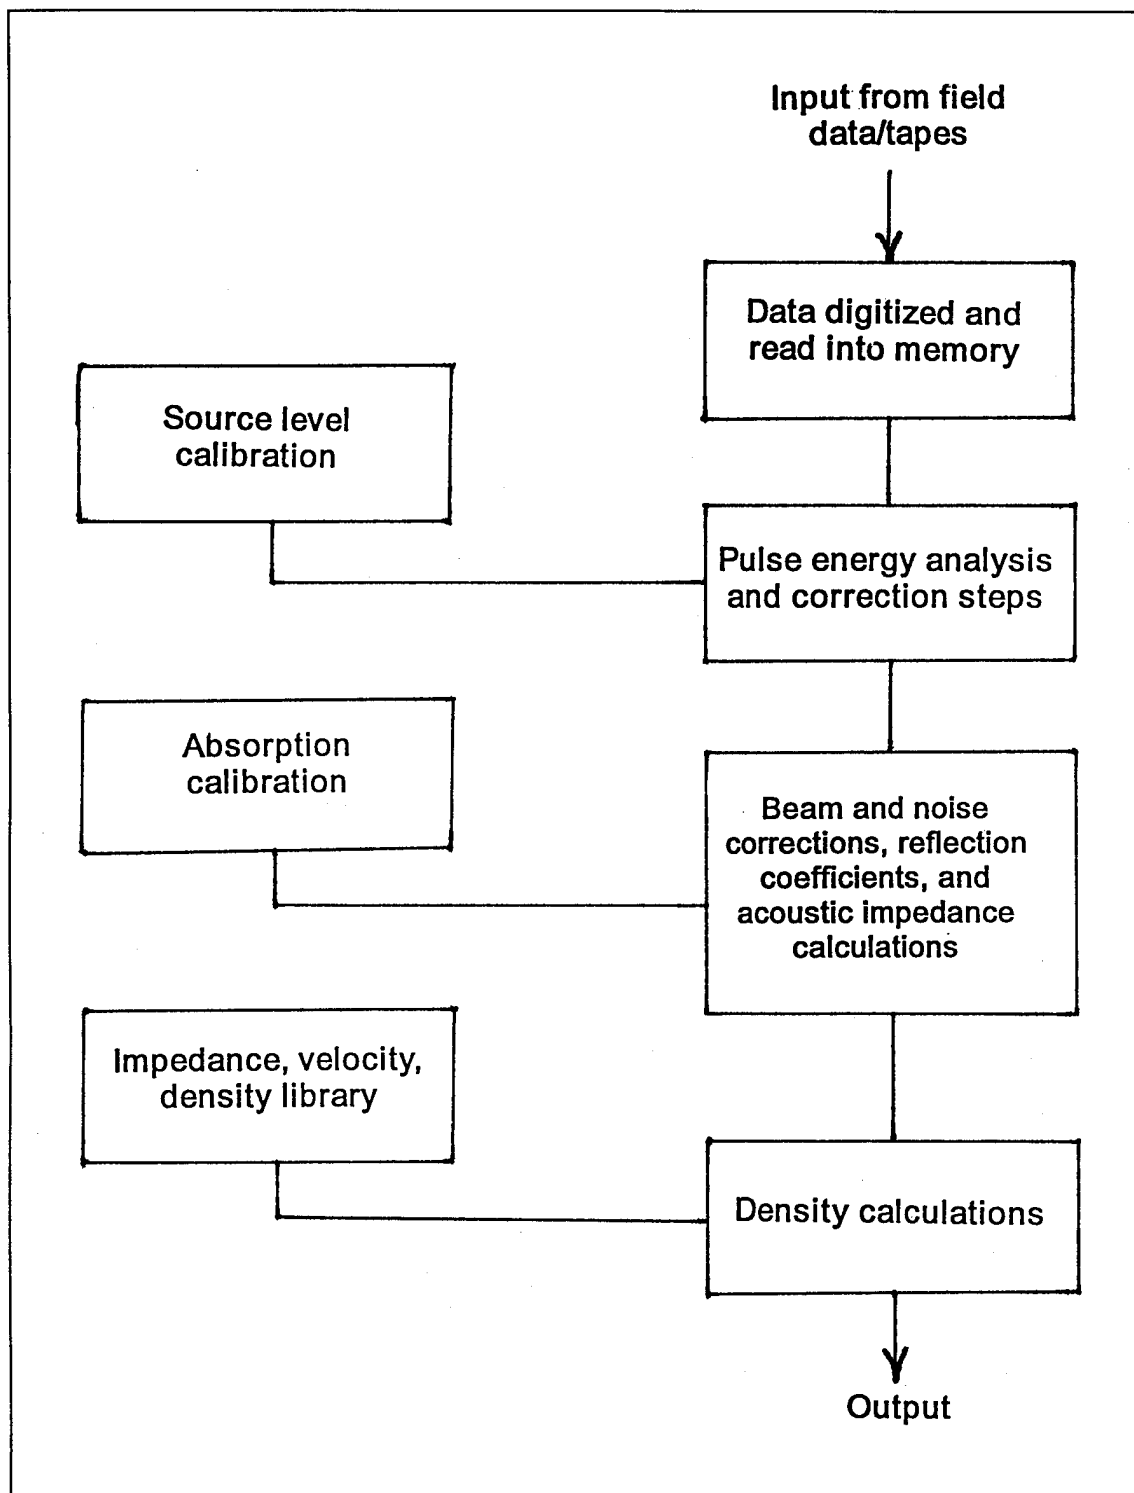 Input from field
data/tapes
Data digitized and
read into memory
Source level
calibration
Pulse energy analysis
and correction steps
Absorption
calibration
Beam and noise
corrections, reflection
coefficients, and
acoustic impedance
calculations
Impedance, velocity,
density library
Density calculations
Output